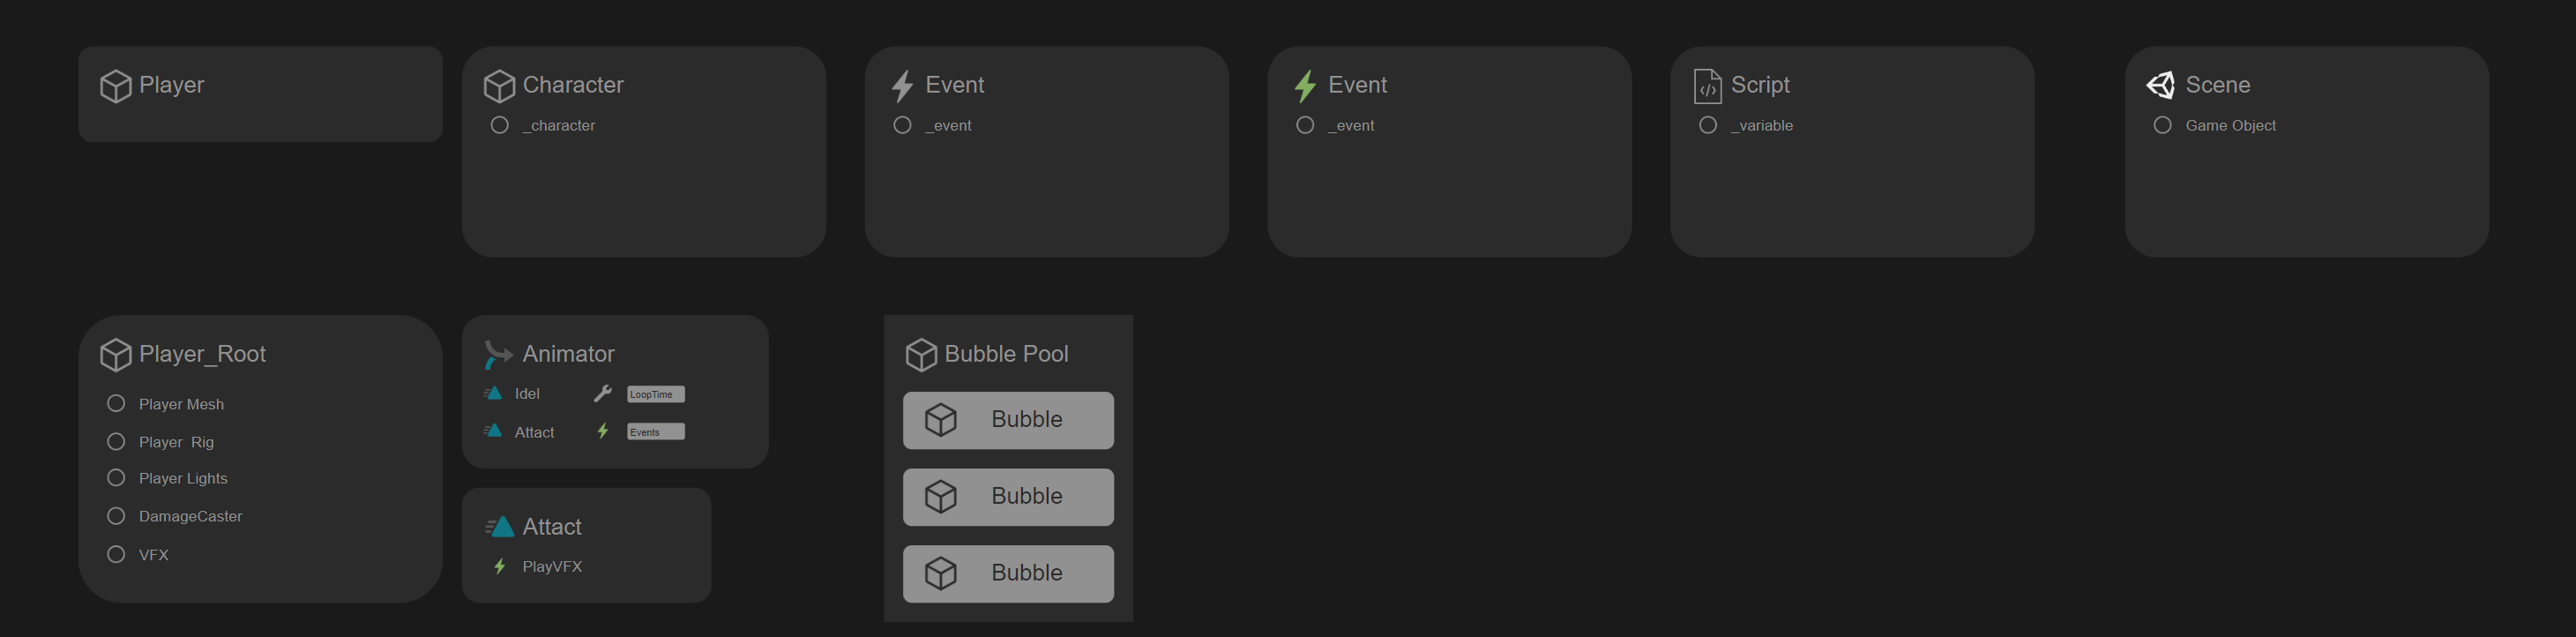 Player
Character
_character
Event
_event
Event
_event
Script
_variable
Scene
Game Object
Player_Root
Player Mesh
Player  Rig
Player Lights
DamageCaster
VFX
Animator
Idel
LoopTime
Attact
Events
Attact
PlayVFX
Bubble Pool
Bubble
Bubble
Bubble